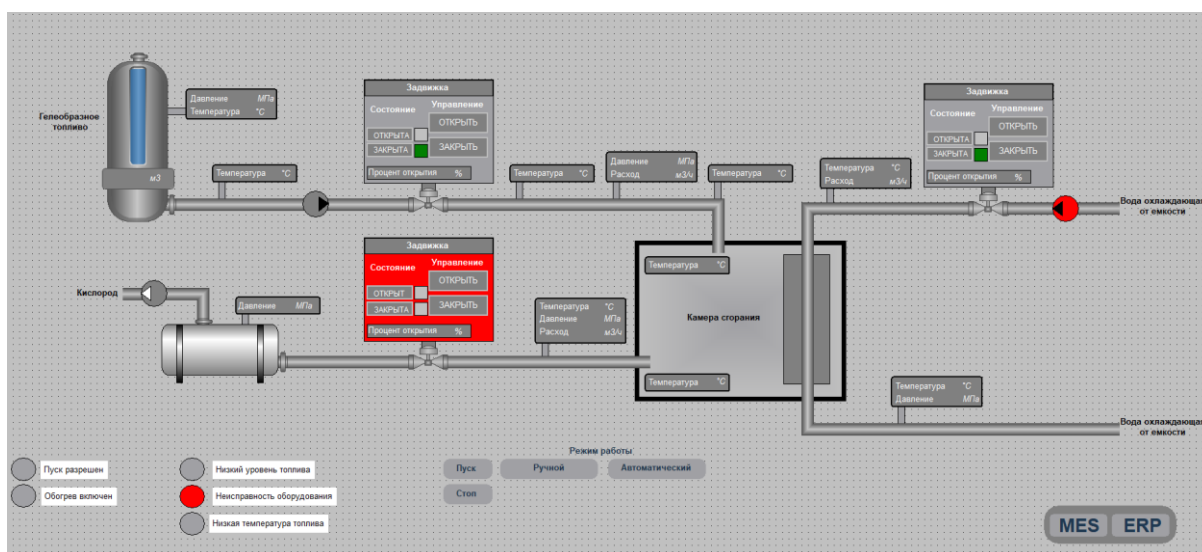 Гелеобразное
топливо
Давление МПа
Температура °C
м3
Температура °C
Задвижка
Состояние Управление
ОТКРЫТЬ
ОТКРЫТА
ЗАКРЫТА
ЗАКРЫТЬ
Процент открытия %
Температура °C
Давление МПа
Расход м3/ч
Температура °C
Температура °C
Расход м3/ч
Задвижка
Состояние Управление
ОТКРЫТЬ
ОТКРЫТА
ЗАКРЫТА
ЗАКРЫТЬ
Процент открытия %
Вода охлаждающая
от емкости
Кислород
Давление МПа
Задвижка
Состояние Управление
ОТКРЫТЬ
ОТКРЫТ
ЗАКРЫТА
ЗАКРЫТЬ
Процент открытия %
Температура °C
Давление МПа
Расход м3/ч
Температура °C
Камера сгорания
Температура °C
Температура °C
Давление МПа
Вода охлаждающая
от емкости
Пуск разрешен
Обогрев включен
Низкий уровень топлива
Неисправность оборудования
Низкая температура топлива
Режим работы
Пуск Ручной Автоматический
Стоп
MES ERP